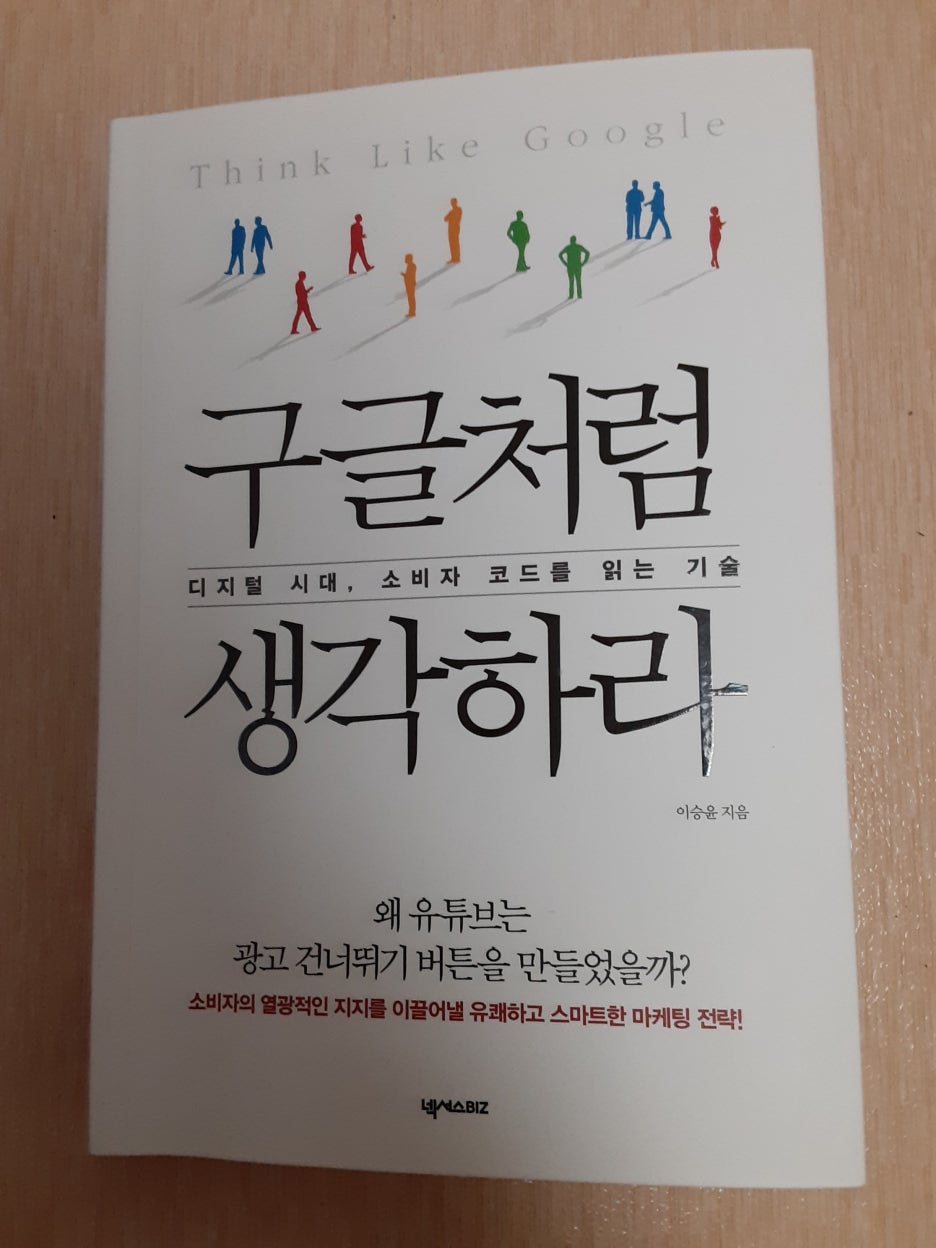 Think Like Google
구글처럼
디지털 시대, 소비자 코드를 읽는 기술
생각하라
이승윤 지음
왜 유튜브는
광고 건너뛰기 버튼을 만들었을까?
소비자의 열광적인 지지를 이끌어낼 유쾌하고 스마트한 마케팅 전략!
넥서스BIZ